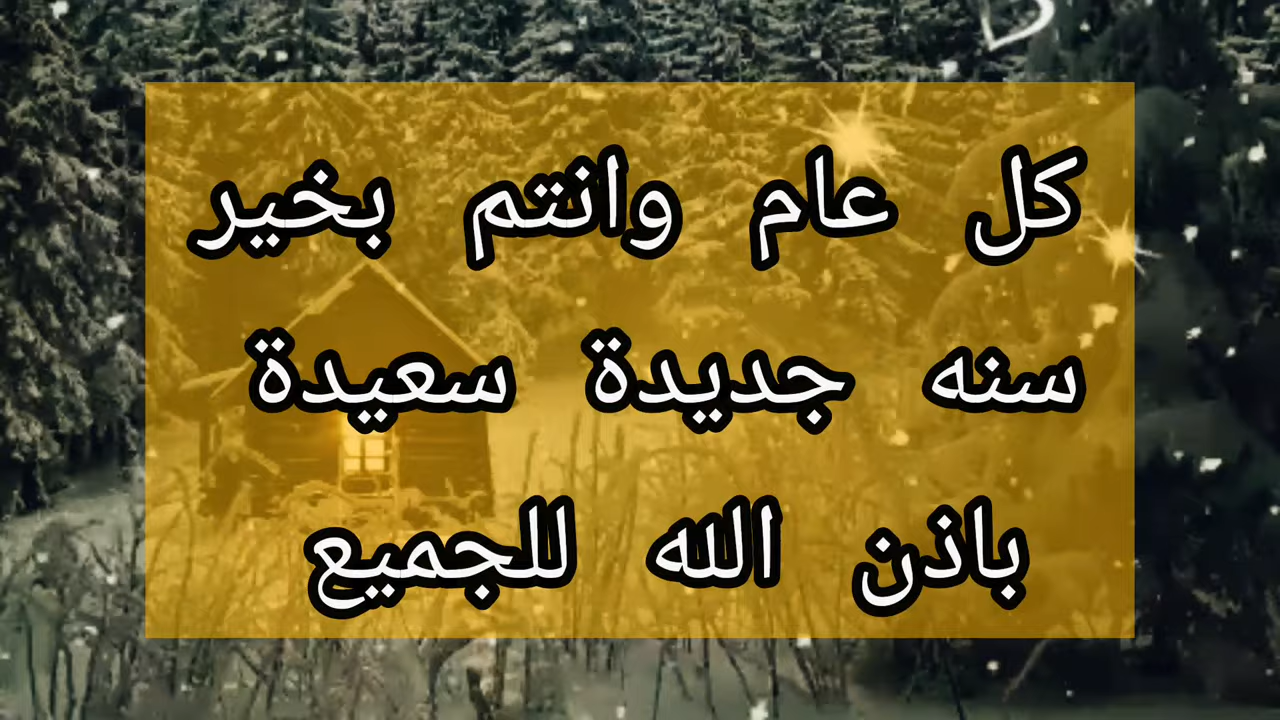 كل عام وانتم بخير
سنه جديدة سعيدة
باذن الله للجميع